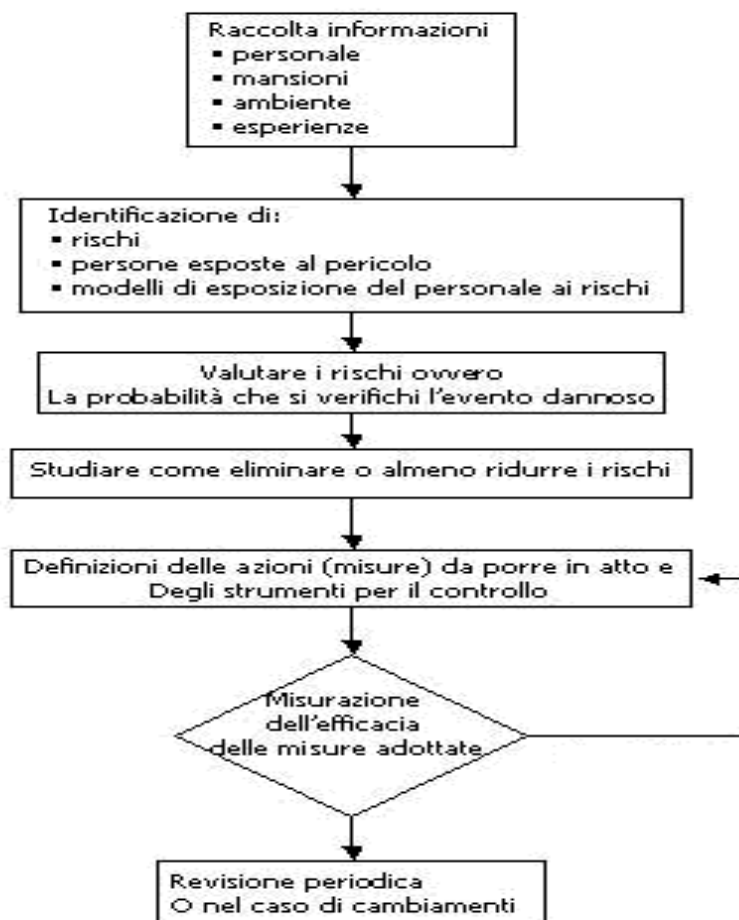 Raccolta informazioni
▪ personale
▪ mansioni
▪ ambiente
▪ esperienze
Identificazione di:
▪ rischi
▪ persone esposte al pericolo
▪ modelli di esposizione del personale ai rischi
Valutare i rischi ovvero
La probabilità che si verifichi l'evento dannoso
Studiare come eliminare o almeno ridurre i rischi
Definizioni delle azioni (misure) da porre in atto e
Degli strumenti per il controllo
Misurazione
dell'efficacia
delle misure adottate
Revisione periodica
O nel caso di cambiamenti